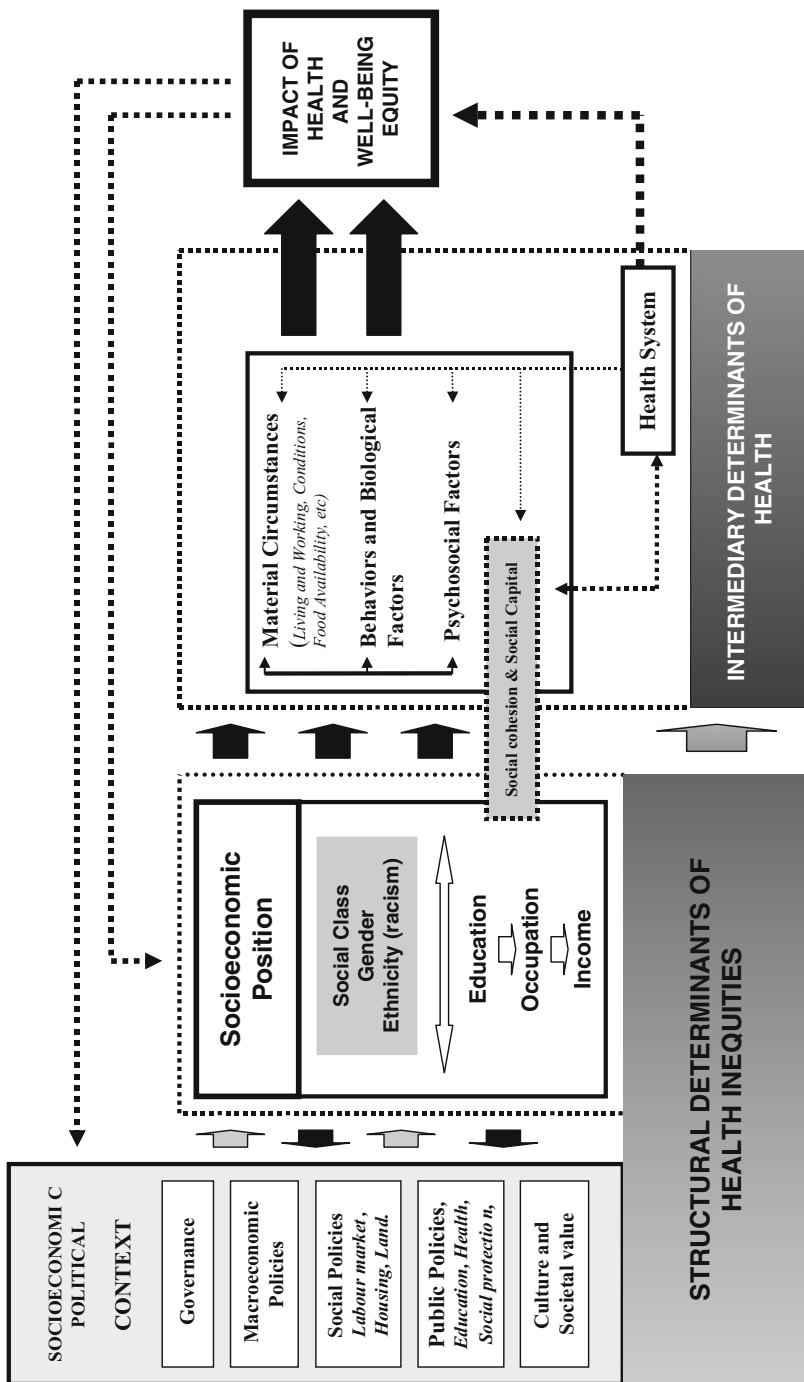 SOCIOECONOMI C
POLITICAL
CONTEXT
Governance
Macroeconomic
Policies
Social Policies
Labour market ,
Housing, Land.
Public Policies,
Education, Health,
Social protectio n,
Culture and
Societal value
Socioeconomic
Position
Social Class
Gender
Ethnicity (racism)
Education
Occupation
Income
Social cohesion & Social Capital
Material Circumstances
(Living and Working, Conditions,
Food Availability, etc)
Behaviors and Biological
Factors
Psychosocial Factors
Health System
IMPACT OF
HEALTH
AND
WELL-BEING
EQUITY
STRUCTURAL DETERMINANTS OF
HEALTH INEQUITIES
INTERMEDIARY DETERMINANTS OF
HEALTH